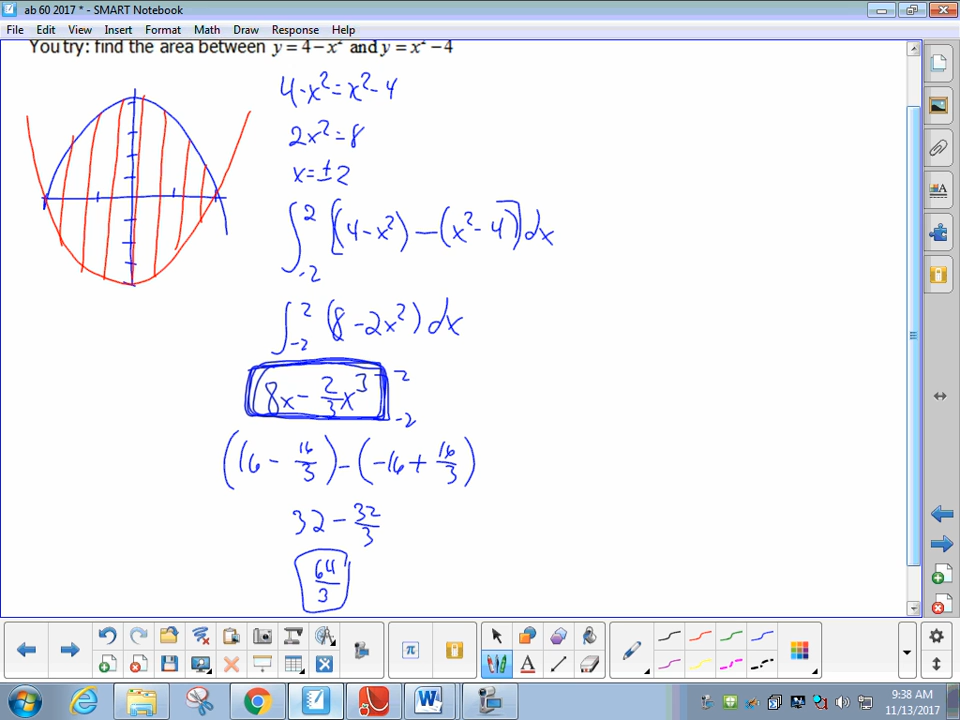 ab 60 2017 * - SMART Notebook
File Edit View Insert Format Math Draw Response Help
You try: find the area between y = 4 − x² and y = x² − 4
4-x²=x²-4
2x²=8
x=±2
∫₋₂² [(4-x²)-(x²-4)]dx
∫₋₂² (8-2x²)dx
8x-2/3x³ |₋₂²
(16-16/3)-(-16+16/3)
32-32/3
64/3
π
A
9:38 AM
11/13/2017